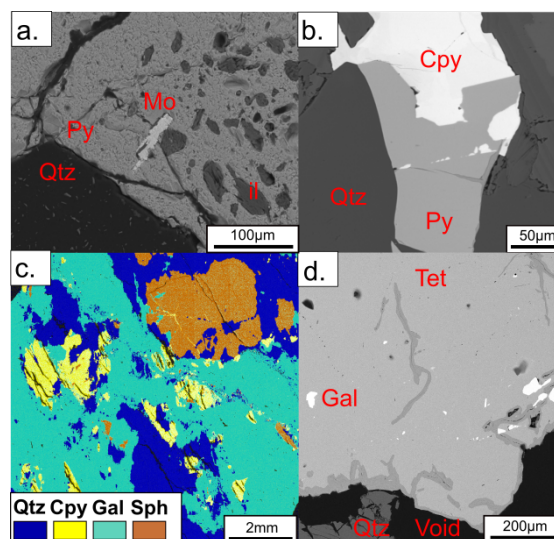 a.
Mo
Py
Qtz
il
100μm
b.
Cpy
Qtz
Py
50μm
c.
Qtz Cpy Gal Sph
2mm
d.
Tet
Gal
Qtz Void
200μm